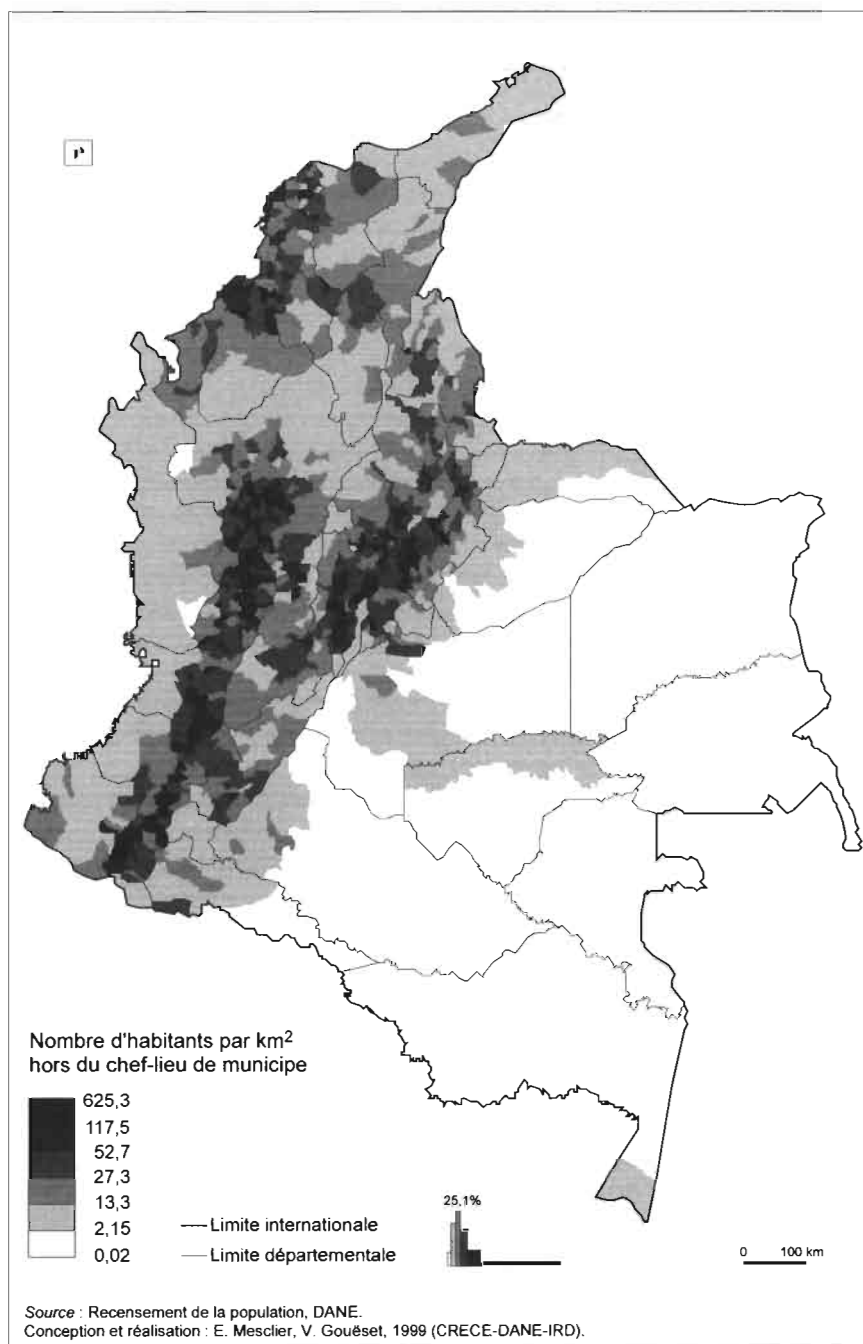 Nombre d'habitants par km²
hors du chef-lieu de municipe
625,3
117,5
52,7
27,3
13,3
2,15
0,02
25,1%
Limite internationale
Limite départementale
0 100 km
Source : Recensement de la population, DANE.
Conception et réalisation : E. Mesclier, V. Gouëset, 1999 (CRECE-DANE-IRD).